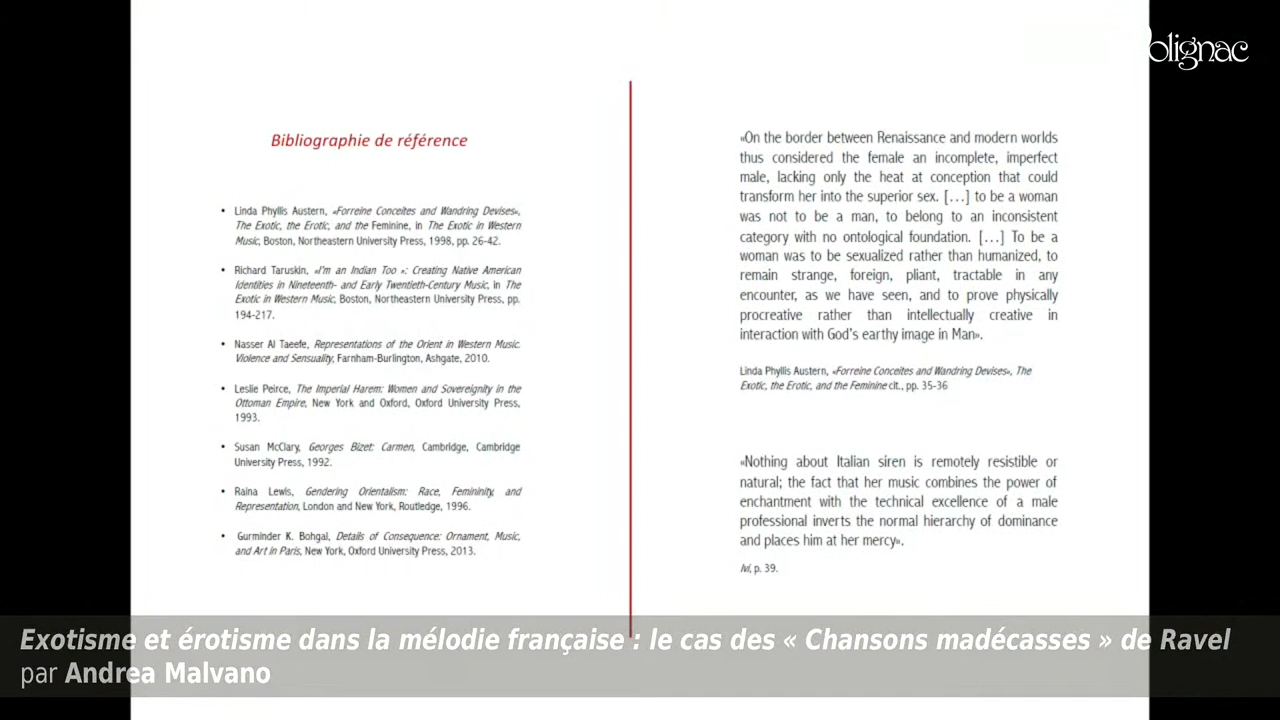 olignac
Bibliographie de référence
• Linda Phyllis Austern, «Forreine Conceites and Wandring Devises»,
The Exotic, the Erotic, and the Feminine, in The Exotic in Western
Music, Boston, Northeastern University Press, 1998, pp. 26-42.
• Richard Taruskin, «I'm an Indian Too »: Creating Native American
Identities in Nineteenth- and Early Twentieth-Century Music, in The
Exotic in Western Music, Boston, Northeastern University Press, pp.
194-217.
• Nasser Al Taeefe, Representations of the Orient in Western Music.
Violence and Sensuality, Farnham-Burlington, Ashgate, 2010.
• Leslie Peirce, The Imperial Harem: Women and Sovereignity in the
Ottoman Empire, New York and Oxford, Oxford University Press,
1993.
• Susan McClary, Georges Bizet: Carmen, Cambridge, Cambridge
University Press, 1992.
• Raina Lewis, Gendering Orientalism: Race, Femininity, and
Representation, London and New York, Routledge, 1996.
• Gurminder K. Bohgal, Details of Consequence: Ornament, Music,
and Art in Paris, New York, Oxford University Press, 2013.
«On the border between Renaissance and modern worlds
thus considered the female an incomplete, imperfect
male, lacking only the heat at conception that could
transform her into the superior sex. […] to be a woman
was not to be a man, to belong to an inconsistent
category with no ontological foundation. […] To be a
woman was to be sexualized rather than humanized, to
remain strange, foreign, pliant, tractable in any
encounter, as we have seen, and to prove physically
procreative rather than intellectually creative in
interaction with God's earthy image in Man».
Linda Phyllis Austern, «Forreine Conceites and Wandring Devises», The
Exotic, the Erotic, and the Feminine cit., pp. 35-36
«Nothing about Italian siren is remotely resistible or
natural; the fact that her music combines the power of
enchantment with the technical excellence of a male
professional inverts the normal hierarchy of dominance
and places him at her mercy».
Ivi, p. 39.
Exotisme et érotisme dans la mélodie française : le cas des « Chansons madécasses » de Ravel
par Andrea Malvano